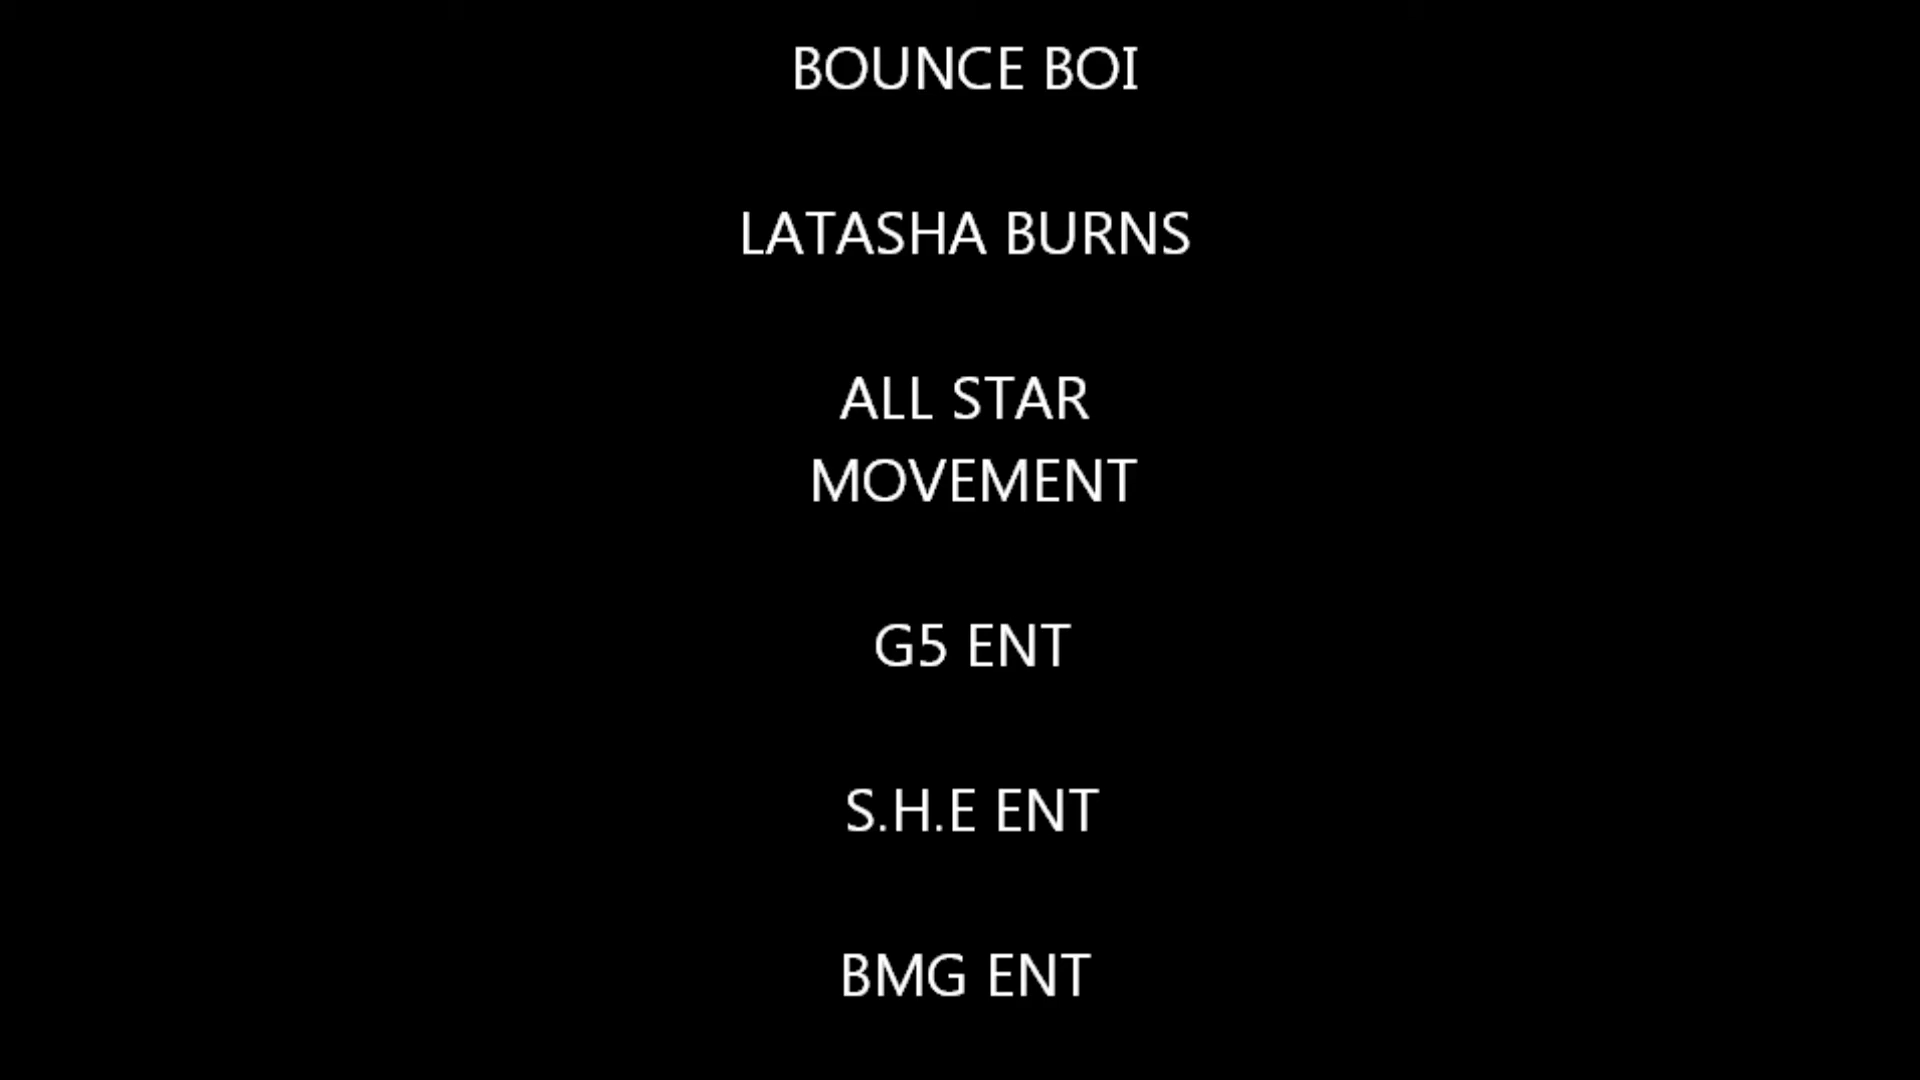 BOUNCE BOI
LATASHA BURNS
ALL STAR
MOVEMENT
G5 ENT
S.H.E ENT
BMG ENT